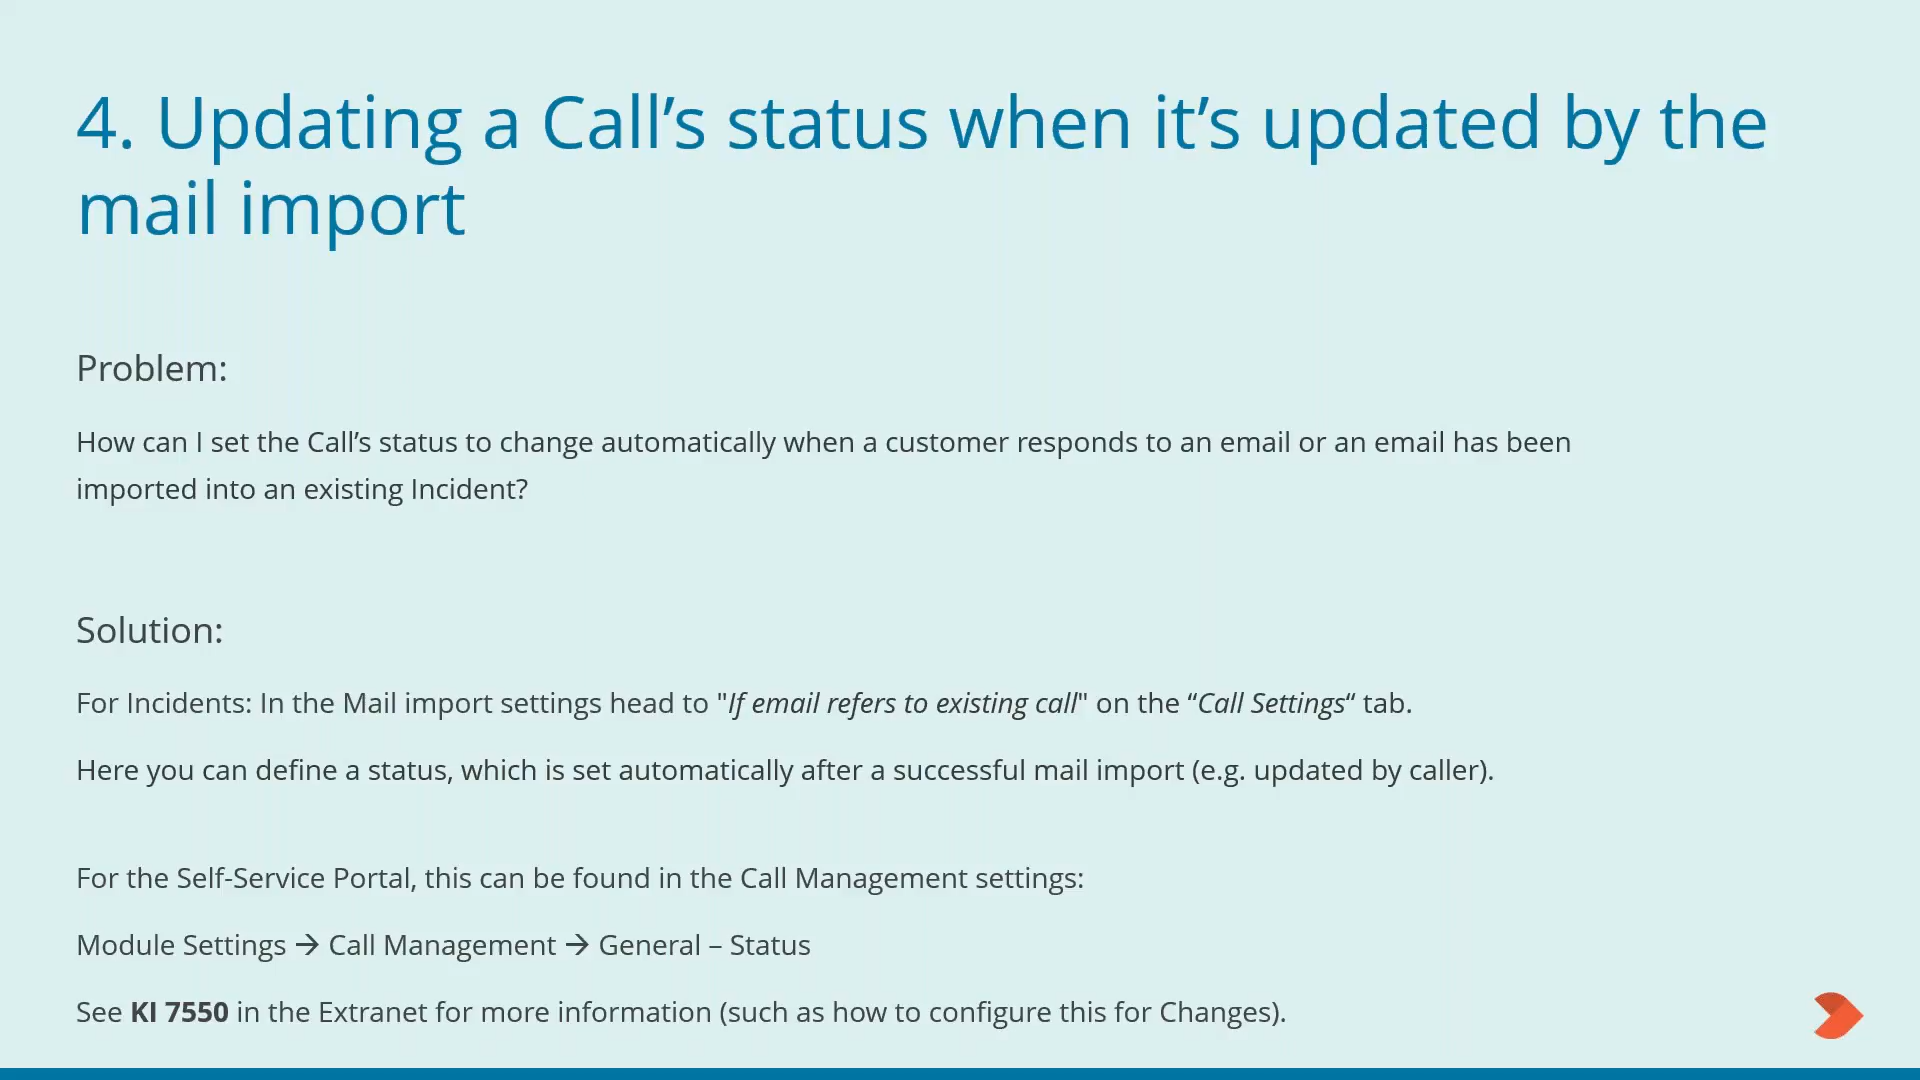 4. Updating a Call’s status when it’s updated by the
mail import
Problem:
How can I set the Call’s status to change automatically when a customer responds to an email or an email has been
imported into an existing Incident?
Solution:
For Incidents: In the Mail import settings head to "If email refers to existing call" on the “Call Settings“ tab.
Here you can define a status, which is set automatically after a successful mail import (e.g. updated by caller).
For the Self-Service Portal, this can be found in the Call Management settings:
Module Settings → Call Management → General – Status
See KI 7550 in the Extranet for more information (such as how to configure this for Changes).